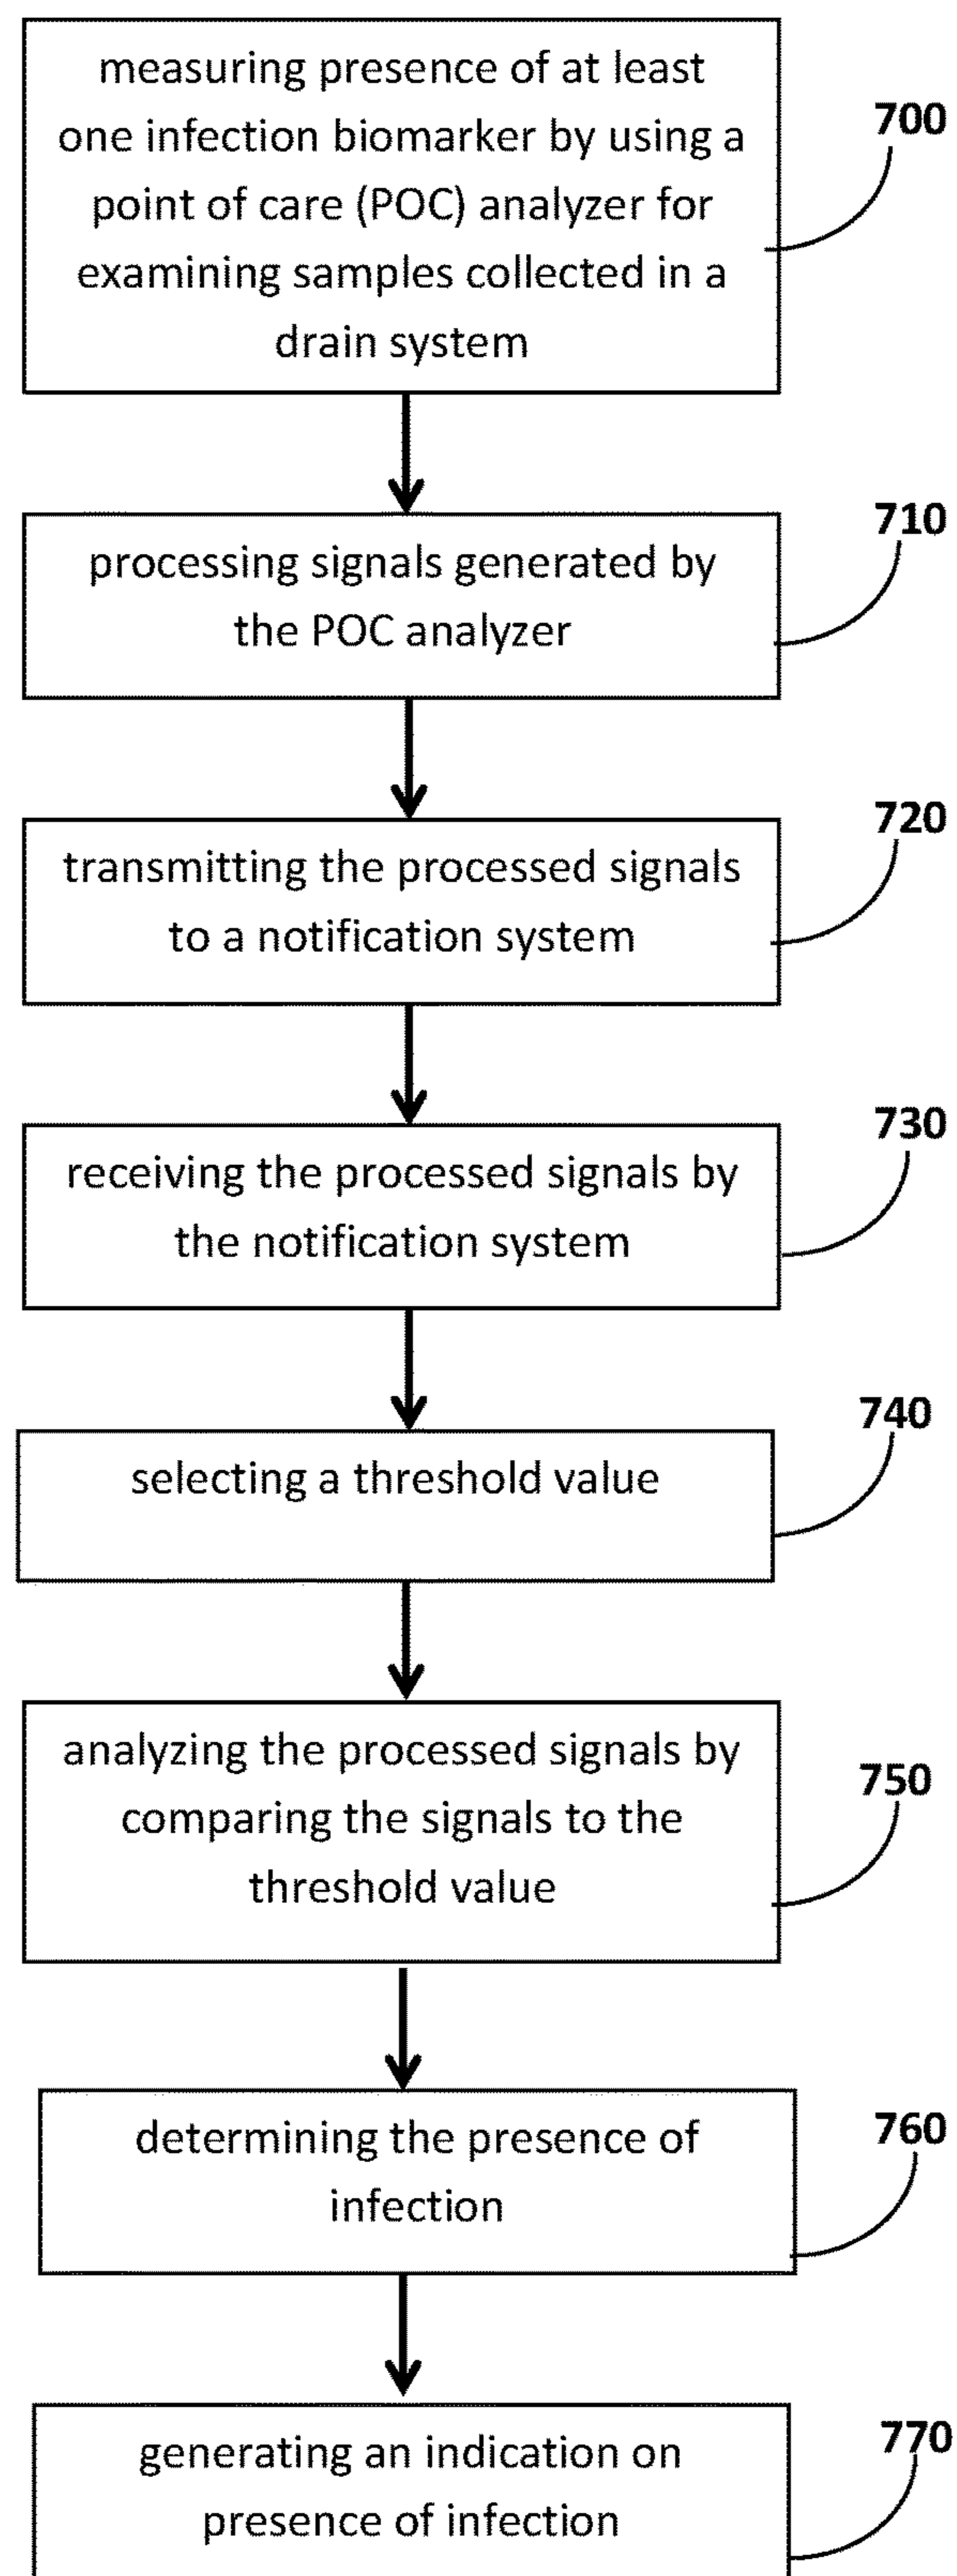 measuring presence of at least
one infection biomarker by using a
point of care (POC) analyzer for
examining samples collected in a
drain system
700
processing signals generated by
the POC analyzer
710
transmitting the processed signals
to a notification system
720
receiving the processed signals by
the notification system
730
selecting a threshold value
740
analyzing the processed signals by
comparing the signals to the
threshold value
750
determining the presence of
infection
760
generating an indication on
presence of infection
770